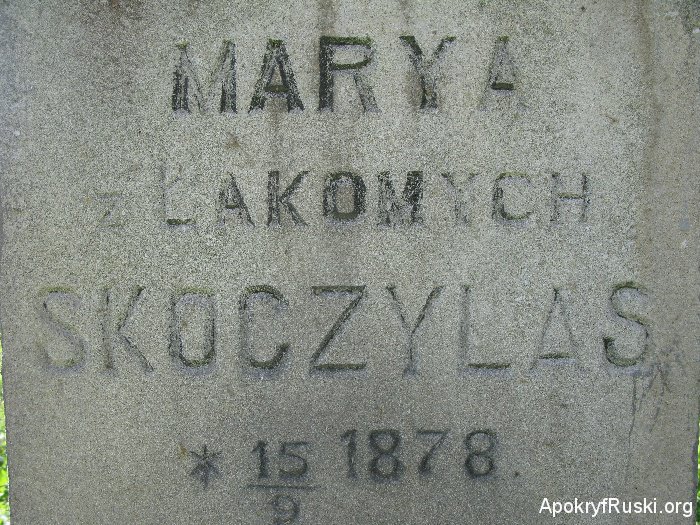 MARYA
z ŁAKOMYCH
SKOCZYLAS
* 15/9 1878.
ApokryfRuski.org